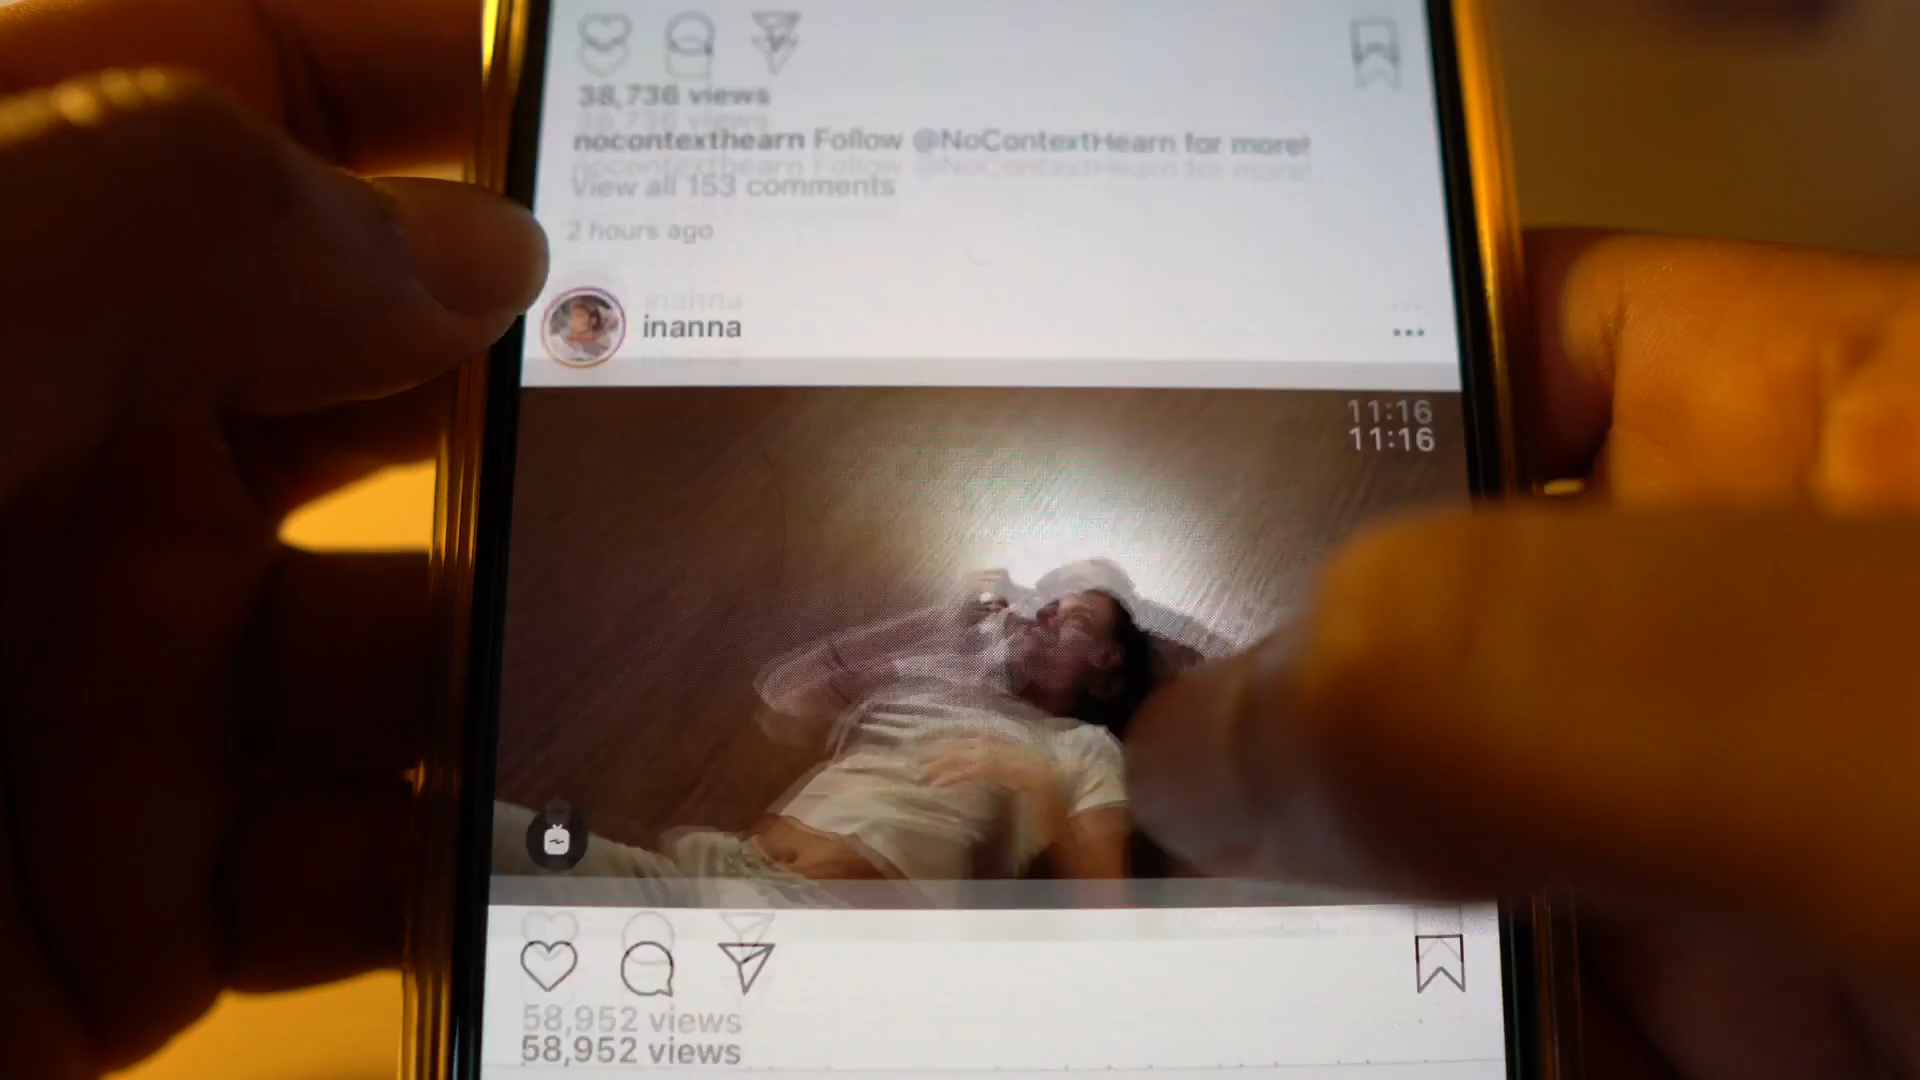 38,736 views
nocontexthearn Follow @NoContextHearn for more!
View all 153 comments
2 hours ago
inanna
11:16
58,952 views